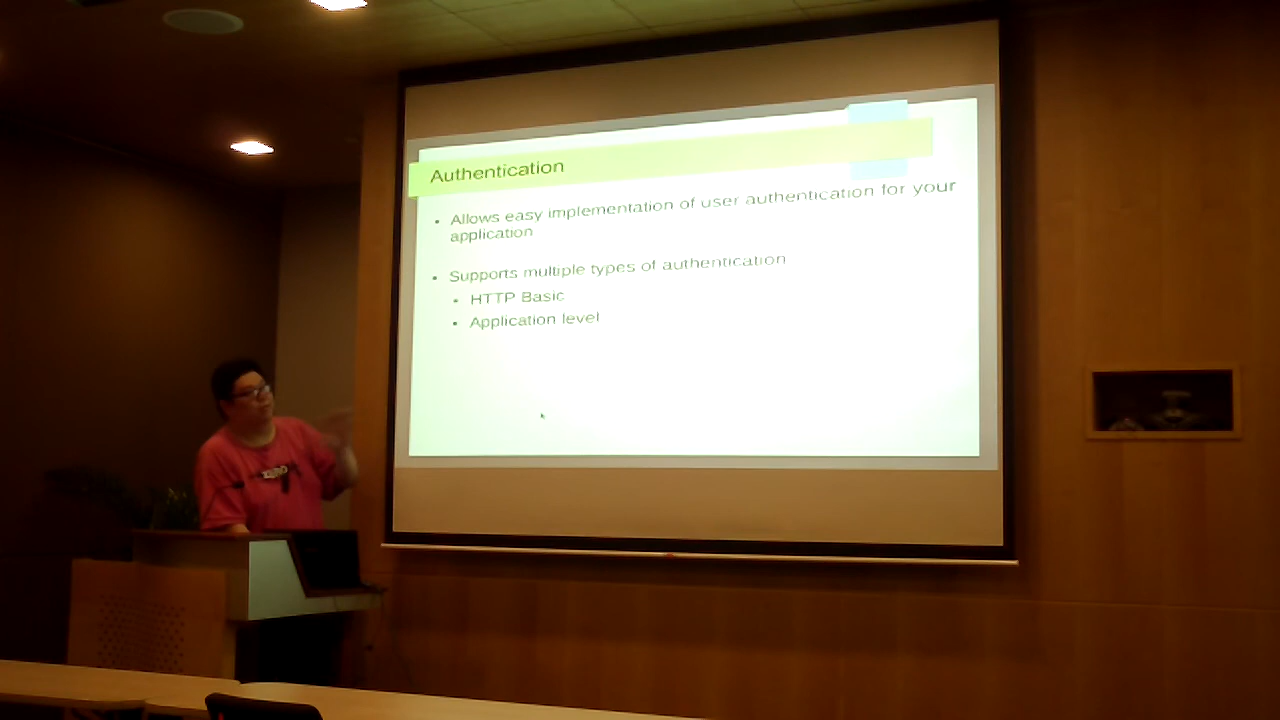 Authentication
• Allows easy implementation of user authentication for your
application
• Supports multiple types of authentication
• HTTP Basic
• Application level